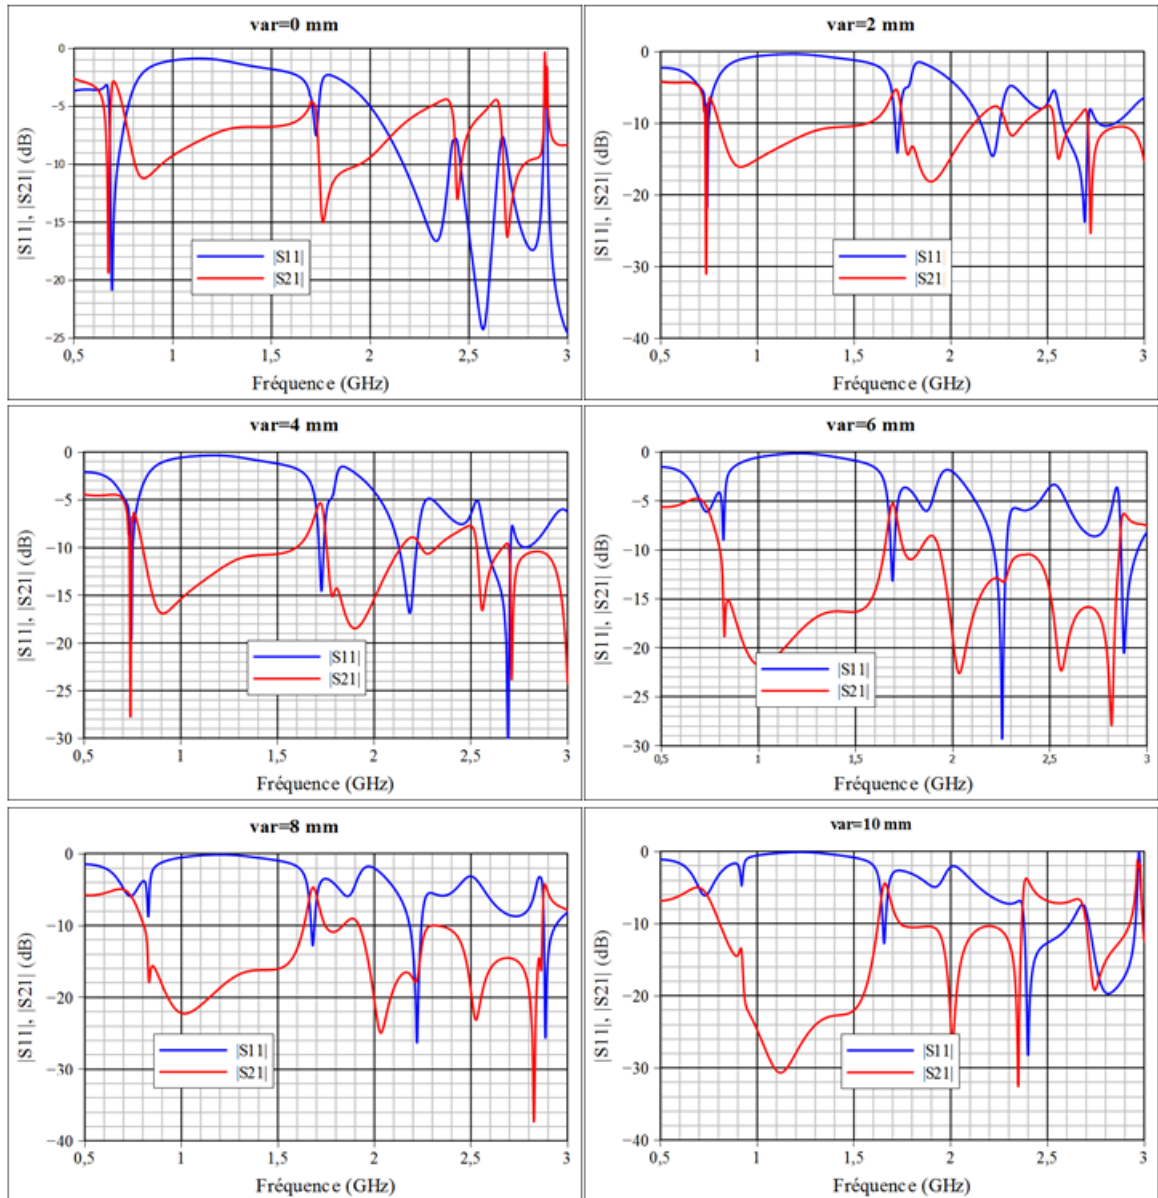 var=0 mm
|S11|, |S21| (dB)
0
−5
−10
−15
−20
−25
|S11|
|S21|
0,5
1
1,5
2
2,5
3
Fréquence (GHz)
var=2 mm
|S11|, |S21| (dB)
0
−10
−20
−30
−40
|S11|
|S21|
0,5
1
1,5
2
2,5
3
Fréquence (GHz)
var=4 mm
|S11|, |S21| (dB)
0
−5
−10
−15
−20
−25
−30
|S11|
|S21|
0,5
1
1,5
2
2,5
3
Fréquence (GHz)
var=6 mm
|S11|, |S21| (dB)
0
−5
−10
−15
−20
−25
−30
|S11|
|S21|
0,5
1
1,5
2
2,5
3
Fréquence (GHz)
var=8 mm
|S11|, |S21| (dB)
0
−10
−20
−30
−40
|S11|
|S21|
0,5
1
1,5
2
2,5
3
Fréquence (GHz)
var=10 mm
|S11|, |S21| (dB)
0
−10
−20
−30
−40
|S11|
|S21|
0,5
1
1,5
2
2,5
3
Fréquence (GHz)